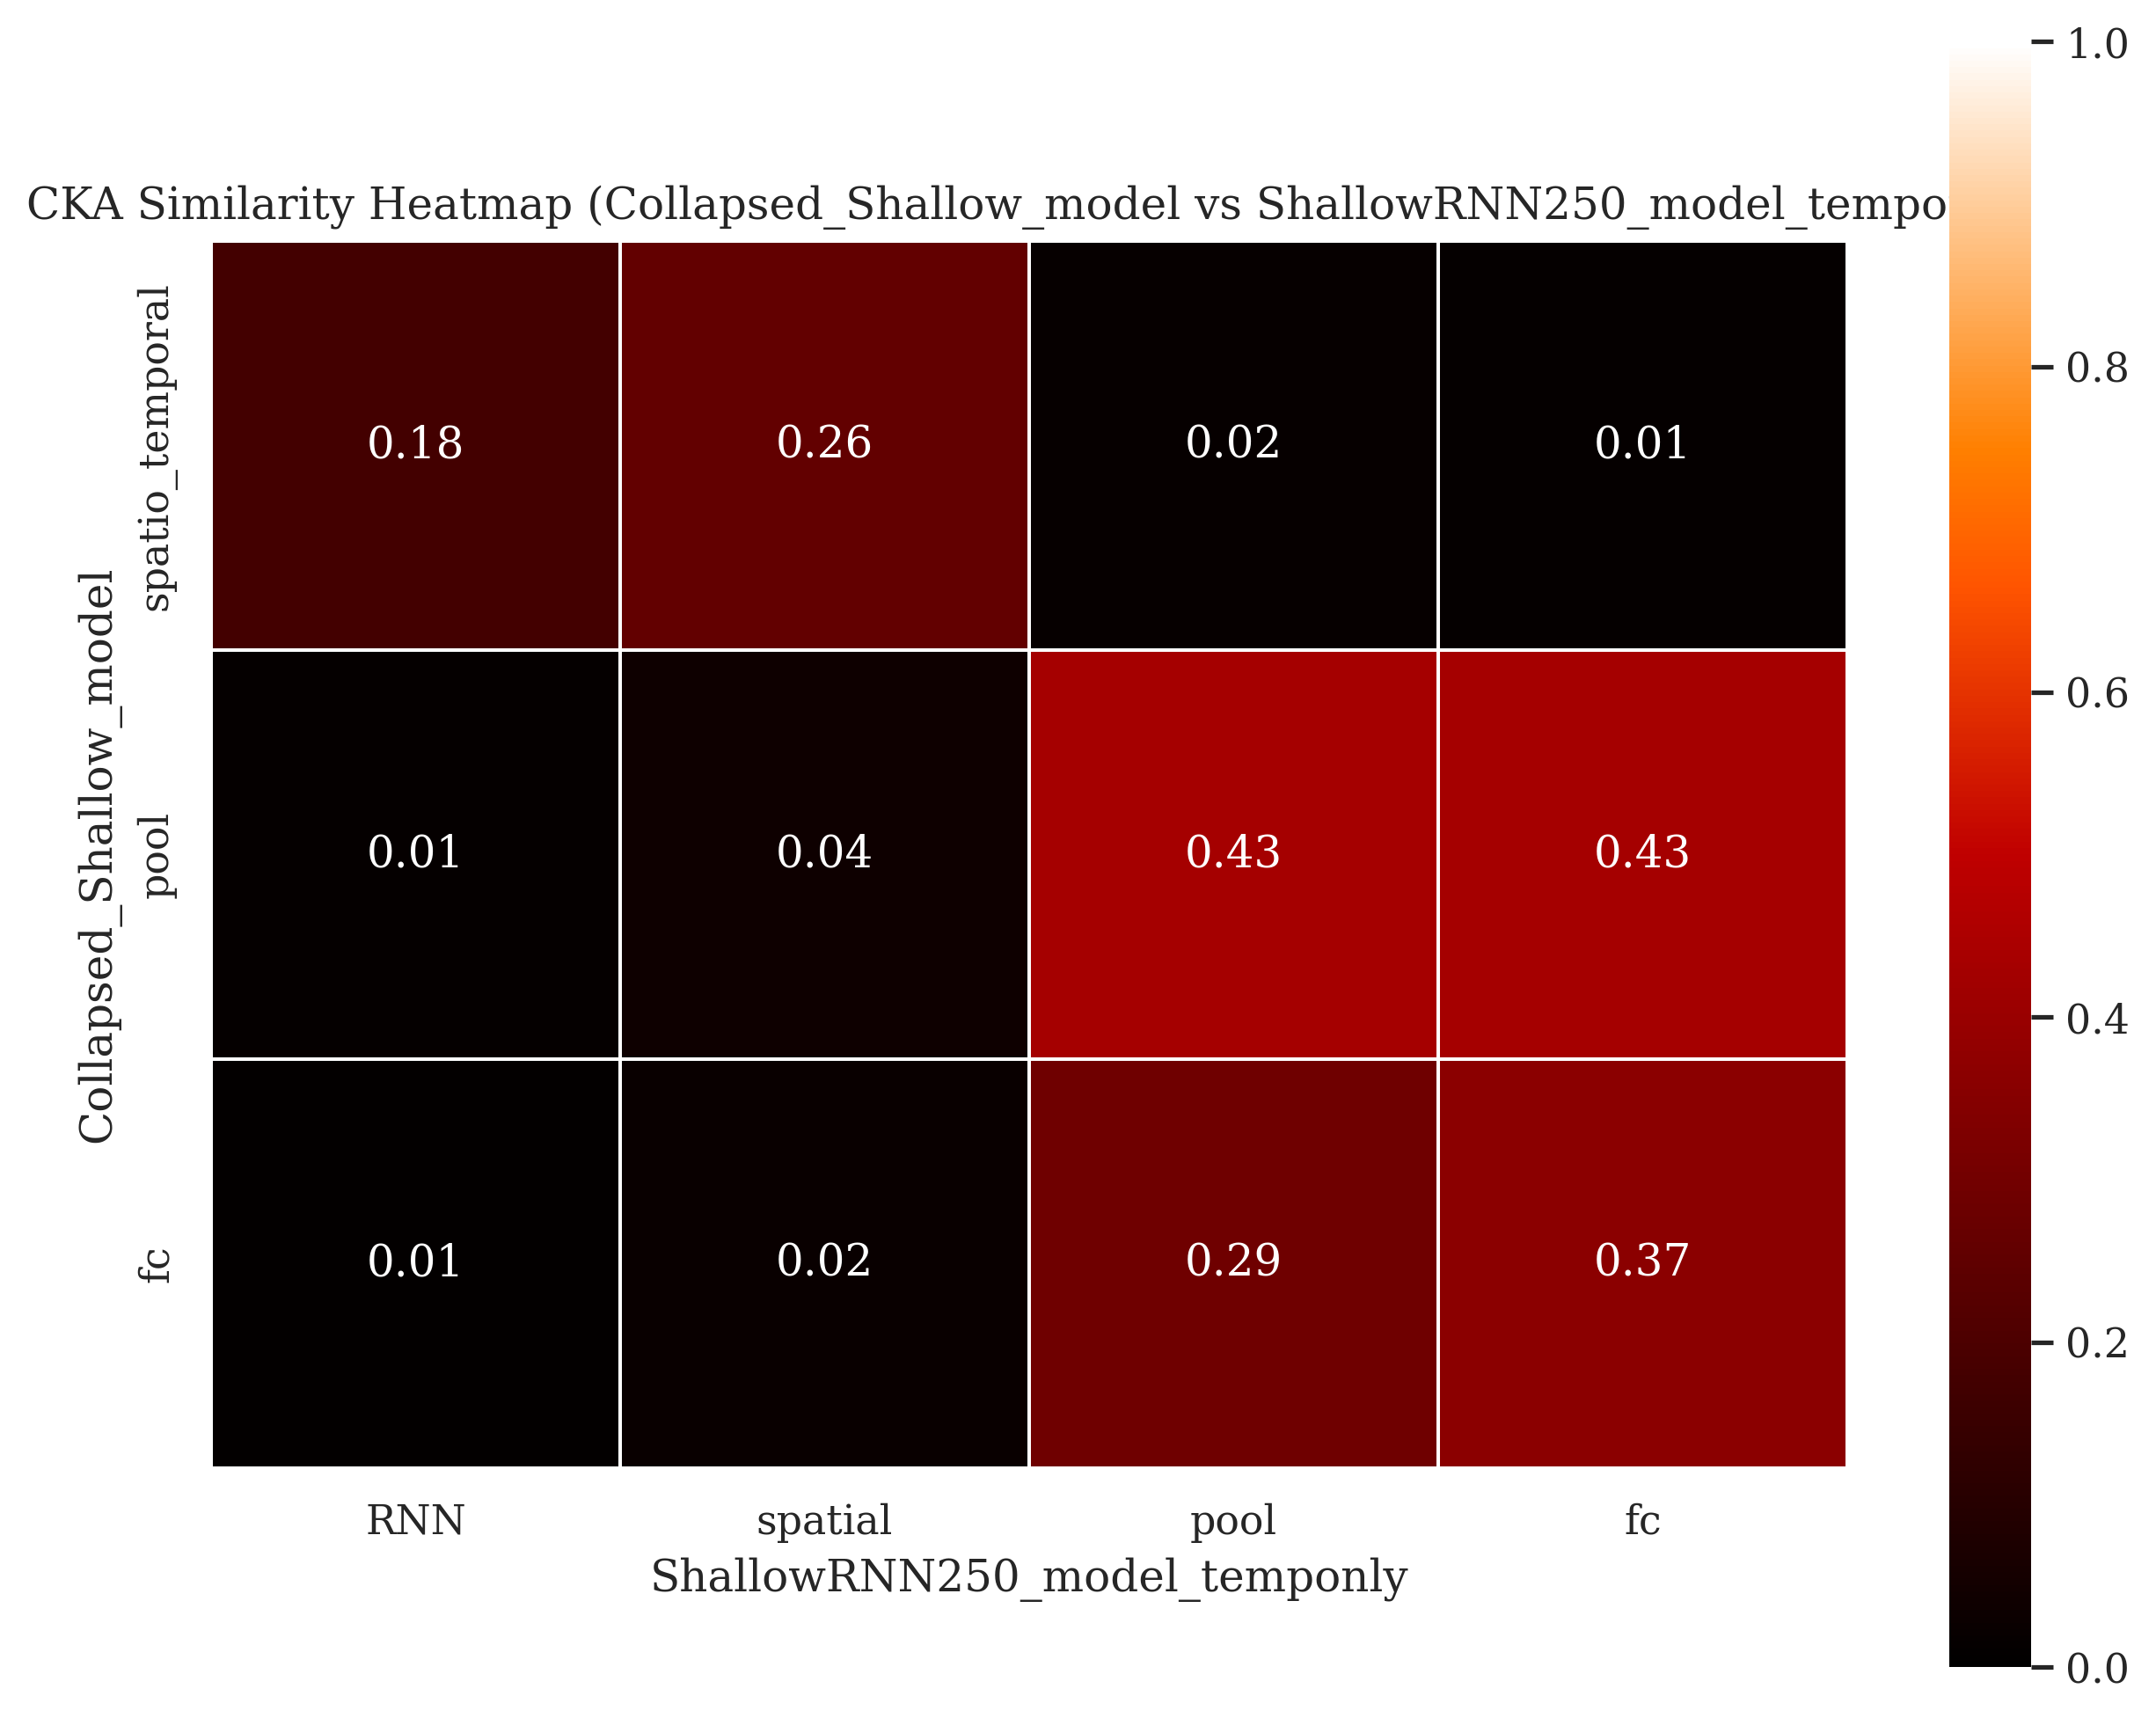 CKA Similarity Heatmap (Collapsed_Shallow_model vs ShallowRNN250_model_tempo
Collapsed_Shallow_model
spatio_temporal
0.18 0.26 0.02 0.01
pool
0.01 0.04 0.43 0.43
fc
0.01 0.02 0.29 0.37
RNN spatial pool fc
ShallowRNN250_model_temponly
1.0
0.8
0.6
0.4
0.2
0.0